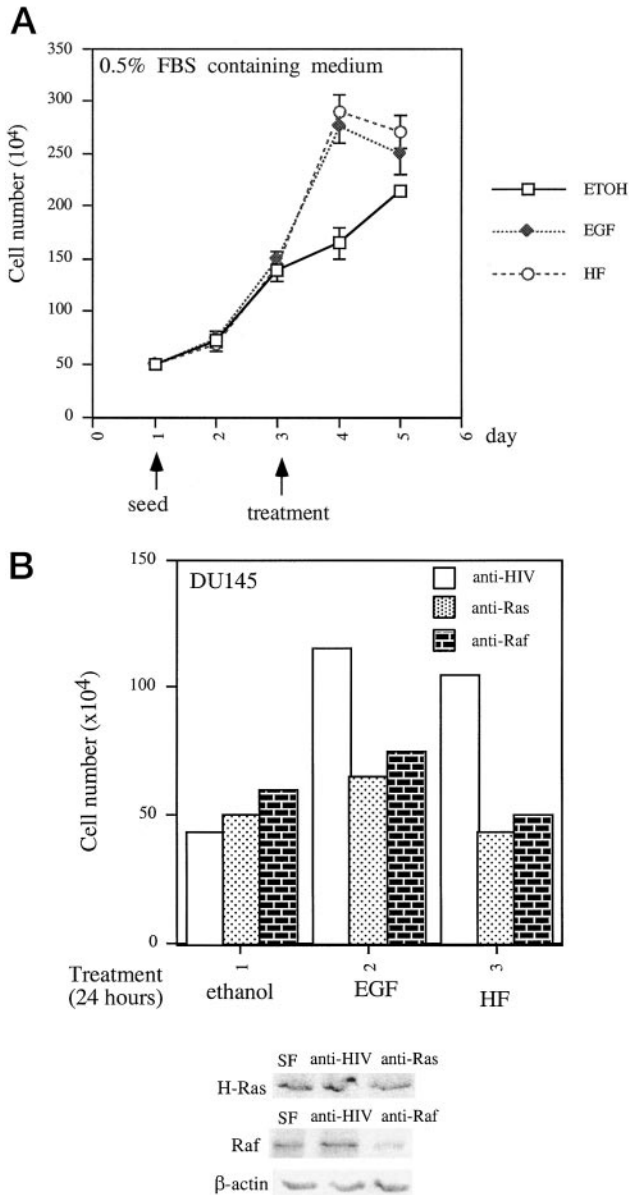 A
0.5% FBS containing medium
350
300
250
200
150
100
50
0
Cell number (10⁴)
0 1 2 3 4 5 6 day
seed treatment
ETOH
EGF
HF
B
DU145
anti-HIV
anti-Ras
anti-Raf
150
100
50
0
Cell number (x10⁴)
Treatment 1 2 3
(24 hours) ethanol EGF HF
SF anti-HIV anti-Ras
H-Ras
SF anti-HIV anti-Raf
Raf
β-actin